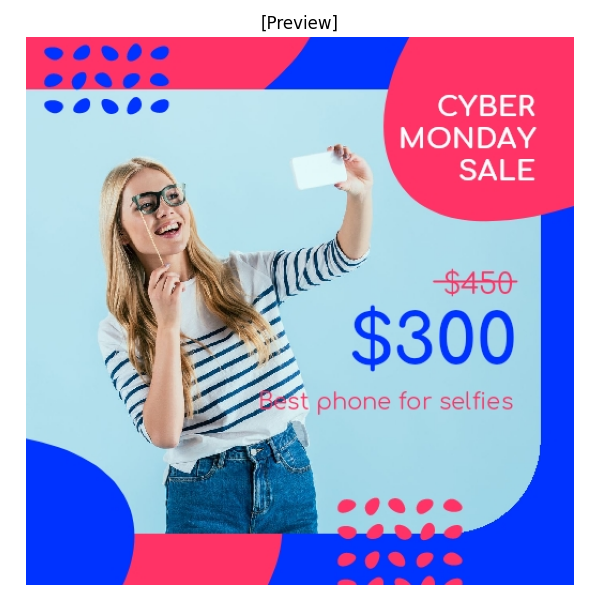 [Preview]
CYBER
MONDAY
SALE
$450
$300
Best phone for selfies